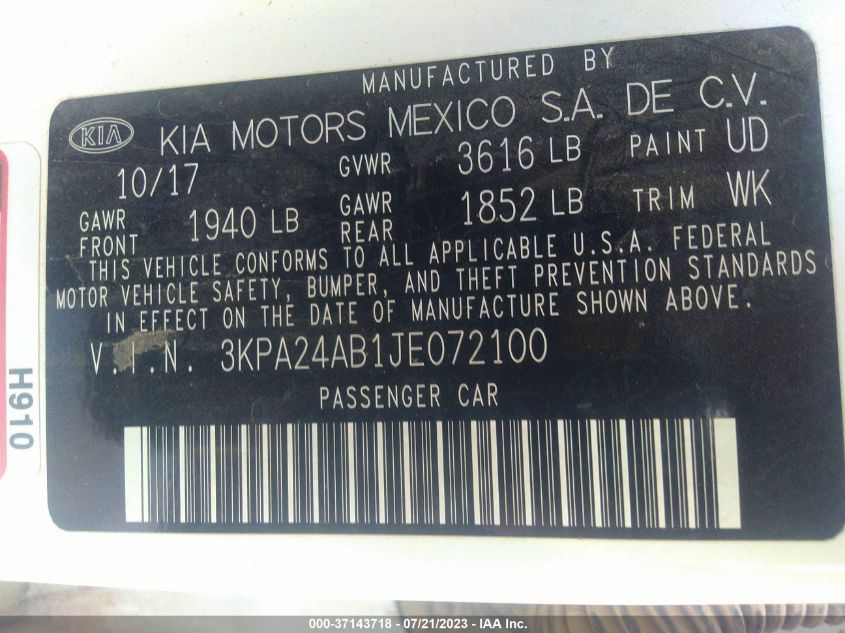 MANUFACTURED BY
KIA KIA MOTORS MEXICO S.A. DE C.V.
10/17 GVWR 3616 LB PAINT UD
GAWR FRONT 1940 LB GAWR REAR 1852 LB TRIM WK
THIS VEHICLE CONFORMS TO ALL APPLICABLE U.S.A. FEDERAL
MOTOR VEHICLE SAFETY, BUMPER, AND THEFT PREVENTION STANDARDS
IN EFFECT ON THE DATE OF MANUFACTURE SHOWN ABOVE.
V.I.N. 3KPA24AB1JE072100
PASSENGER CAR
H910
000-37143718 - 07/21/2023 - IAA Inc.